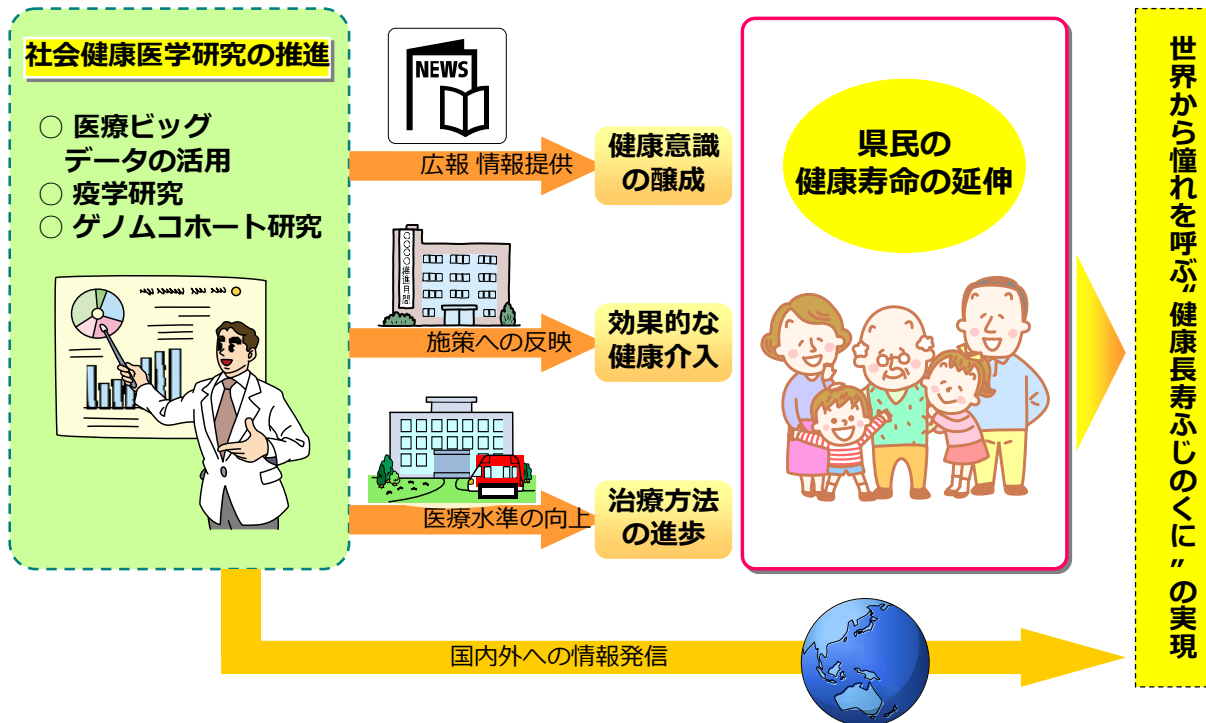 社会健康医学研究の推進
○ 医療ビッグ
データの活用
○ 疫学研究
○ ゲノムコホート研究
NEWS
広報 情報提供
健康意識
の醸成
○○○○推進月間
施策への反映
効果的な
健康介入
医療水準の向上
治療方法
の進歩
県民の
健康寿命の延伸
国内外への情報発信
世界から憧れを呼ぶ“健康長寿ふじのくに”の実現